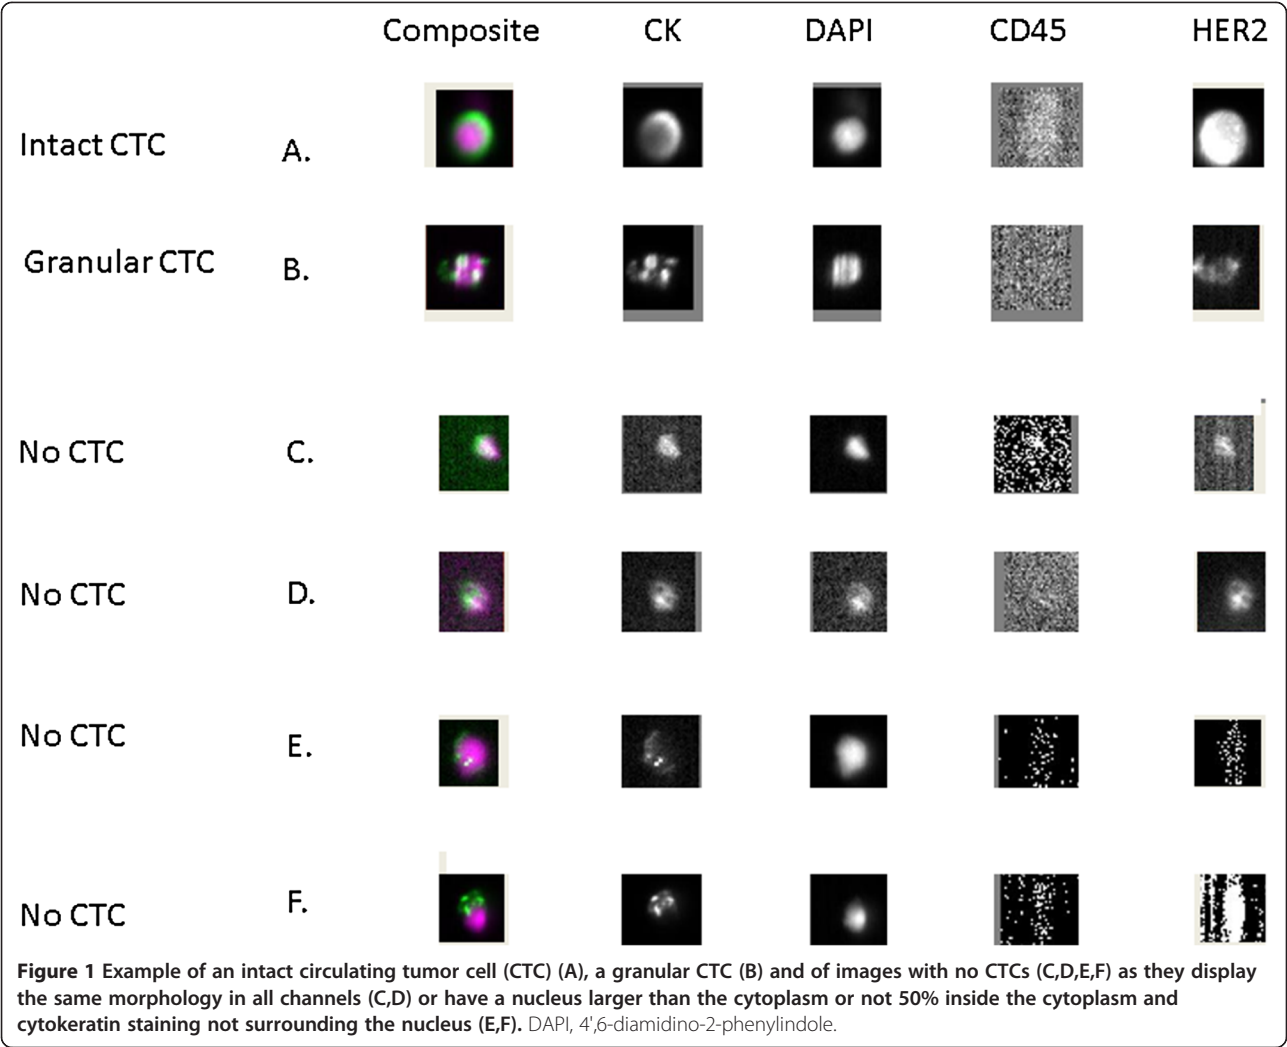 Composite CK DAPI CD45 HER2
Intact CTC A.
Granular CTC B.
No CTC C.
No CTC D.
No CTC E.
No CTC F.
Figure 1 Example of an intact circulating tumor cell (CTC) (A), a granular CTC (B) and of images with no CTCs (C,D,E,F) as they display
the same morphology in all channels (C,D) or have a nucleus larger than the cytoplasm or not 50% inside the cytoplasm and
cytokeratin staining not surrounding the nucleus (E,F). DAPI, 4',6-diamidino-2-phenylindole.